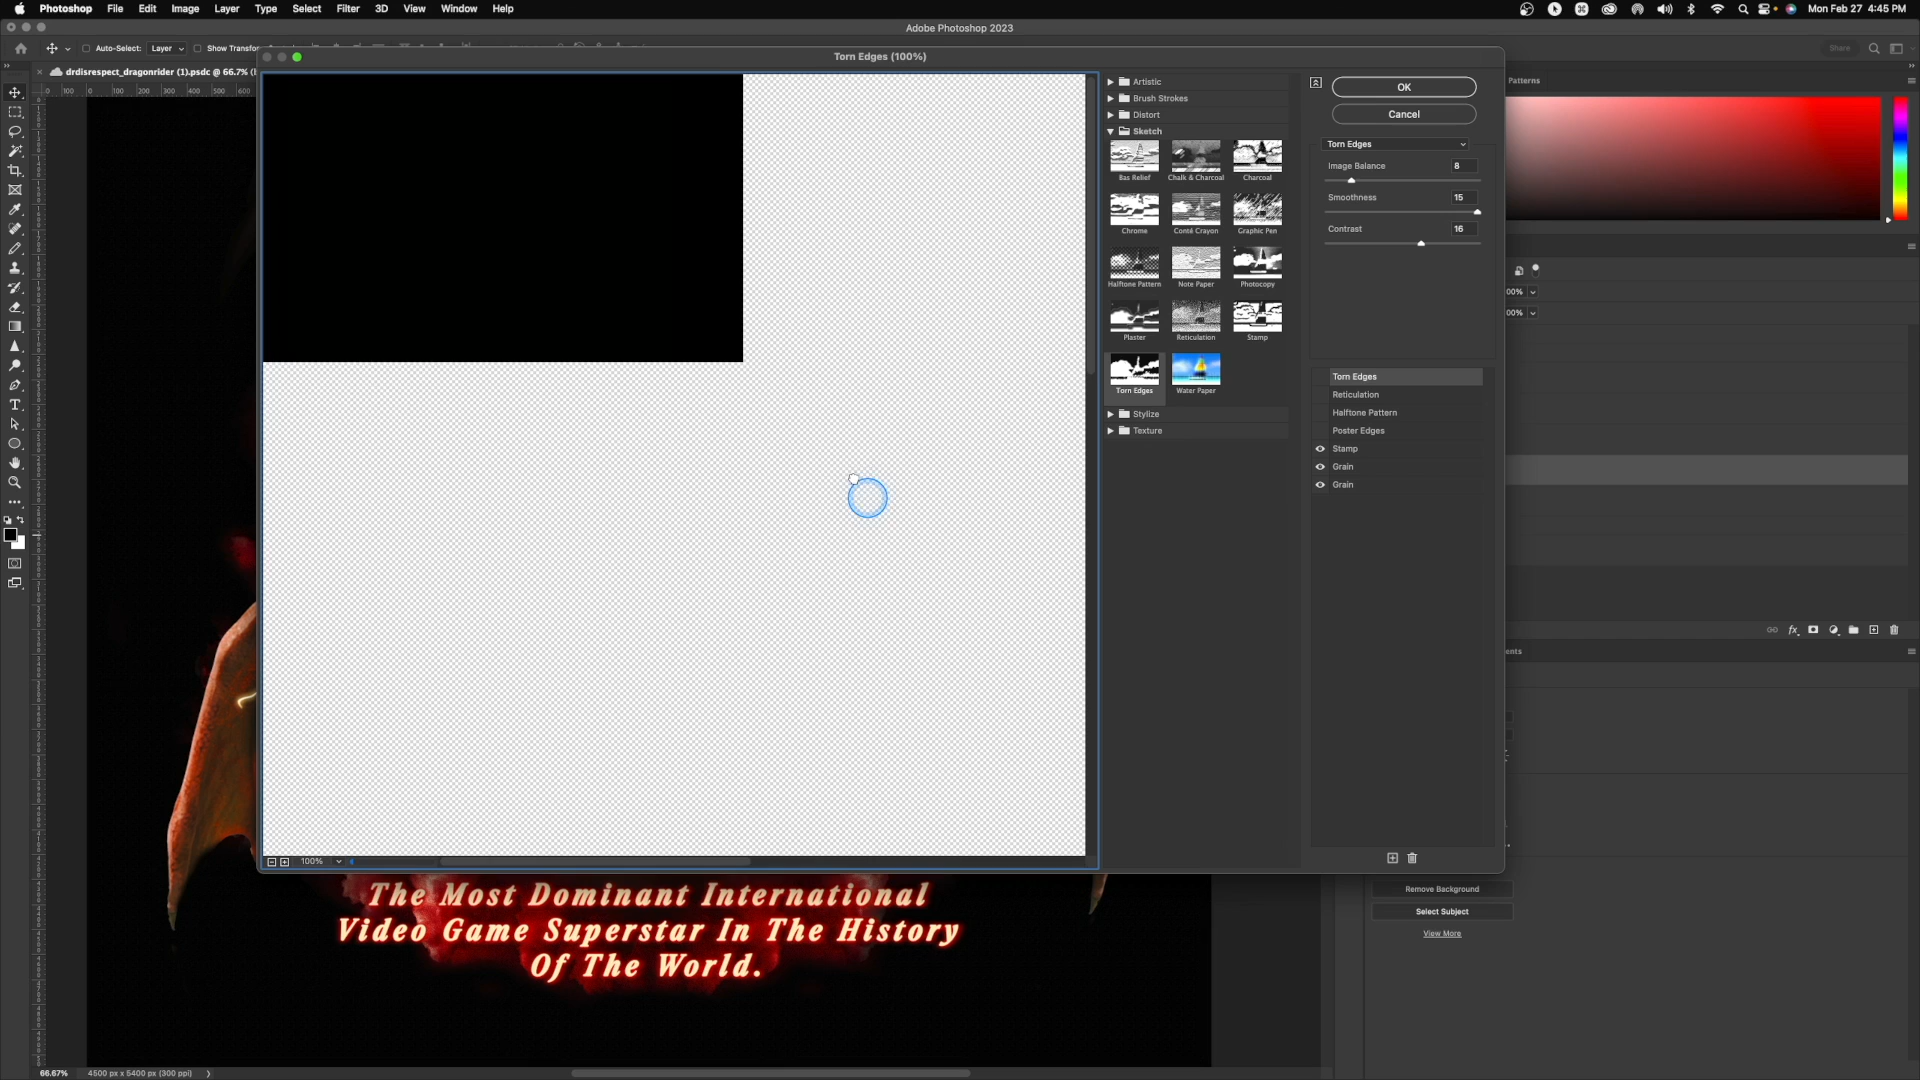 Photoshop File Edit Image Layer Type Select Filter 3D View Window Help
Mon Feb 27 4:45 PM
Adobe Photoshop 2023
Auto-Select: Layer Show Transfo
Share
drdisrespect_dragonrider (1).psdc @ 66.7% (
Torn Edges (100%)
Artistic
Brush Strokes
Distort
Sketch
Bas Relief Chalk & Charcoal Charcoal
Chrome Conté Crayon Graphic Pen
Halftone Pattern Note Paper Photocopy
Plaster Reticulation Stamp
Torn Edges Water Paper
Stylize
Texture
OK
Cancel
Torn Edges
Image Balance 8
Smoothness 15
Contrast 16
Torn Edges
Reticulation
Halftone Pattern
Poster Edges
Stamp
Grain
Grain
Patterns
00%
00%
ents
100%
The Most Dominant International
Video Game Superstar In The History
Of The World.
Remove Background
Select Subject
View More
66.67% 4500 px x 5400 px (300 ppi)